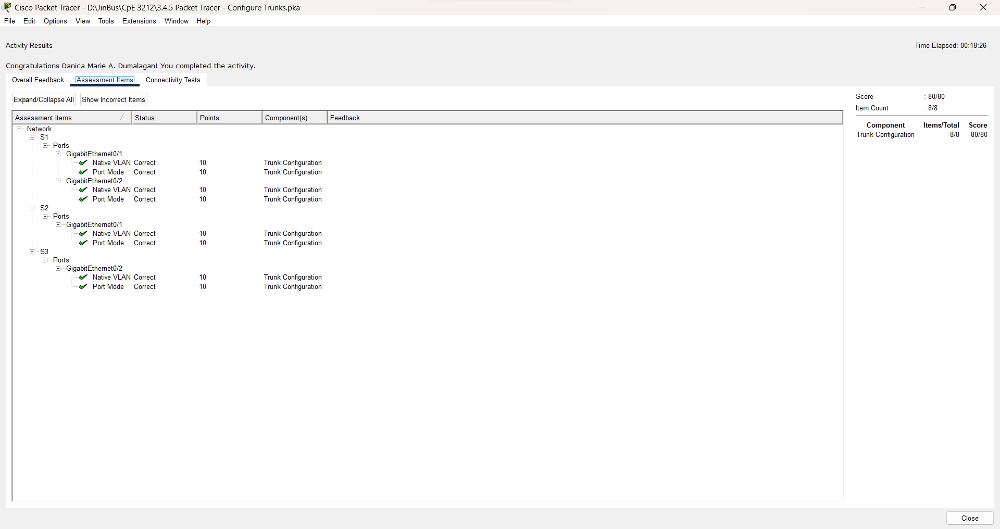 Cisco Packet Tracer - D:\JinBus\CpE 3212\3.4.5 Packet Tracer - Configure Trunks.pka
File Edit Options View Tools Extensions Window Help
Activity Results
Time Elapsed: 00:18:26
Congratulations Danica Marie A. Dumalagan! You completed the activity.
Overall Feedback Assessment Items Connectivity Tests
Expand/Collapse All Show Incorrect Items
Assessment Items Status Points Component(s) Feedback
Network
S1
Ports
GigabitEthernet0/1
Native VLAN Correct 10 Trunk Configuration
Port Mode Correct 10 Trunk Configuration
GigabitEthernet0/2
Native VLAN Correct 10 Trunk Configuration
Port Mode Correct 10 Trunk Configuration
S2
Ports
GigabitEthernet0/1
Native VLAN Correct 10 Trunk Configuration
Port Mode Correct 10 Trunk Configuration
S3
Ports
GigabitEthernet0/2
Native VLAN Correct 10 Trunk Configuration
Port Mode Correct 10 Trunk Configuration
Score : 80/80
Item Count : 8/8
Component Items/Total Score
Trunk Configuration 8/8 80/80
Close